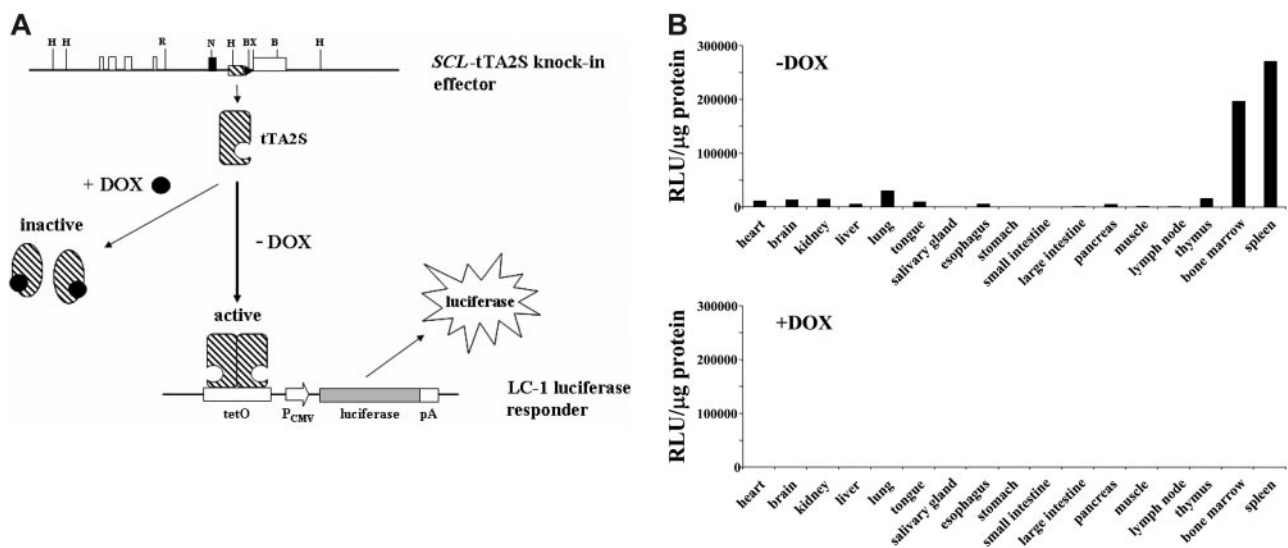 A
H H R N H BX B H
SCL-tTA2S knock-in
effector
tTA2S
+ DOX
inactive
- DOX
active
luciframe
LC-1 luciferase
responder
tetO PCMV luciferase pA
B
300000
200000
100000
0
RLU/μg protein
-DOX
heart
brain
kidney
liver
lung
tongue
salivary gland
esophagus
stomach
small intestine
large intestine
pancreas
muscle
lymph node
thymus
bone marrow
spleen
300000
200000
100000
0
RLU/μg protein
+DOX
heart
brain
kidney
liver
lung
tongue
salivary gland
esophagus
stomach
small intestine
large intestine
pancreas
muscle
lymph node
thymus
bone marrow
spleen